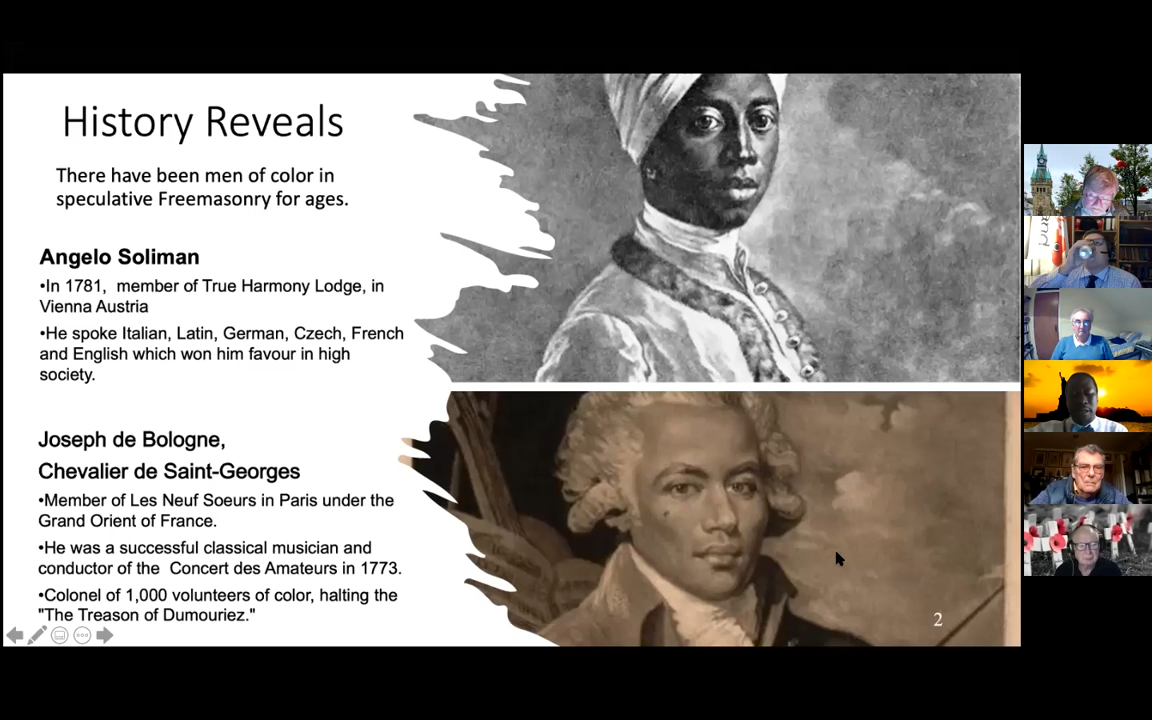 History Reveals
There have been men of color in
speculative Freemasonry for ages.
Angelo Soliman
•In 1781,  member of True Harmony Lodge, in
Vienna Austria
•He spoke Italian, Latin, German, Czech, French
and English which won him favour in high
society.
Joseph de Bologne,
Chevalier de Saint-Georges
•Member of Les Neuf Soeurs in Paris under the
Grand Orient of France.
•He was a successful classical musician and
conductor of the  Concert des Amateurs in 1773.
•Colonel of 1,000 volunteers of color, halting the
"The Treason of Dumouriez."
2